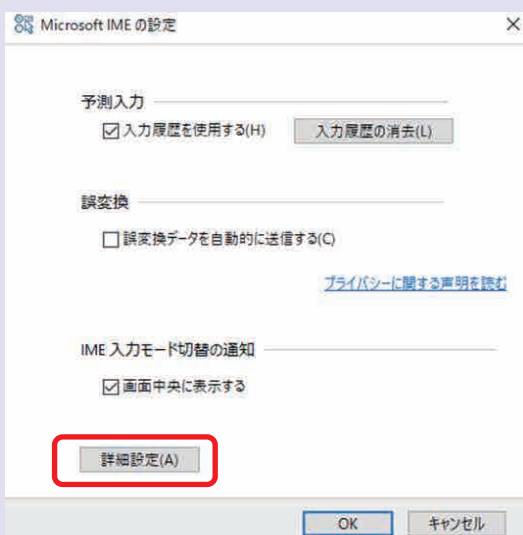 Microsoft IME の設定
予測入力
入力履歴を使用する(H)
入力履歴の消去(L)
誤変換
誤変換データを自動的に送信する(C)
プライバシーに関する声明を読む
IME 入力モード切替の通知
画面中央に表示する
詳細設定(A)
OK
キャンセル